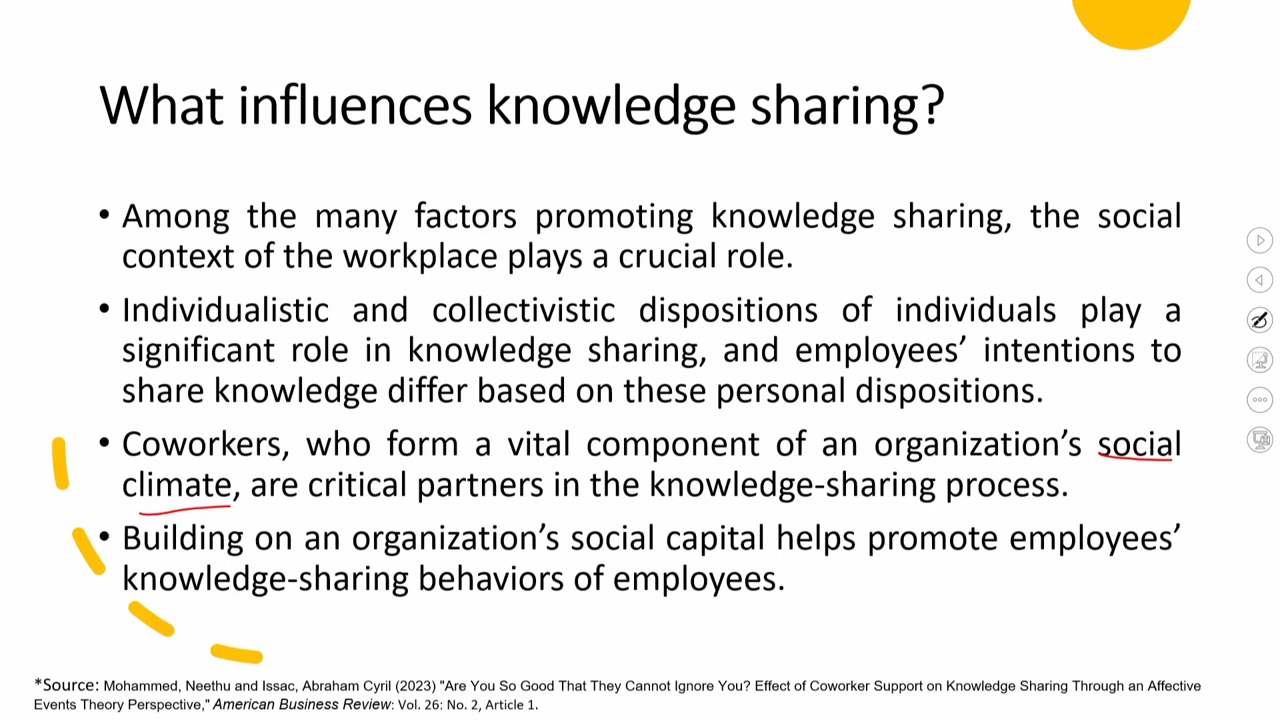 What influences knowledge sharing?
• Among the many factors promoting knowledge sharing, the social
context of the workplace plays a crucial role.
• Individualistic and collectivistic dispositions of individuals play a
significant role in knowledge sharing, and employees’ intentions to
share knowledge differ based on these personal dispositions.
• Coworkers, who form a vital component of an organization’s social
climate, are critical partners in the knowledge-sharing process.
• Building on an organization’s social capital helps promote employees’
knowledge-sharing behaviors of employees.
*Source: Mohammed, Neethu and Issac, Abraham Cyril (2023) "Are You So Good That They Cannot Ignore You? Effect of Coworker Support on Knowledge Sharing Through an Affective
Events Theory Perspective," American Business Review: Vol. 26: No. 2, Article 1.